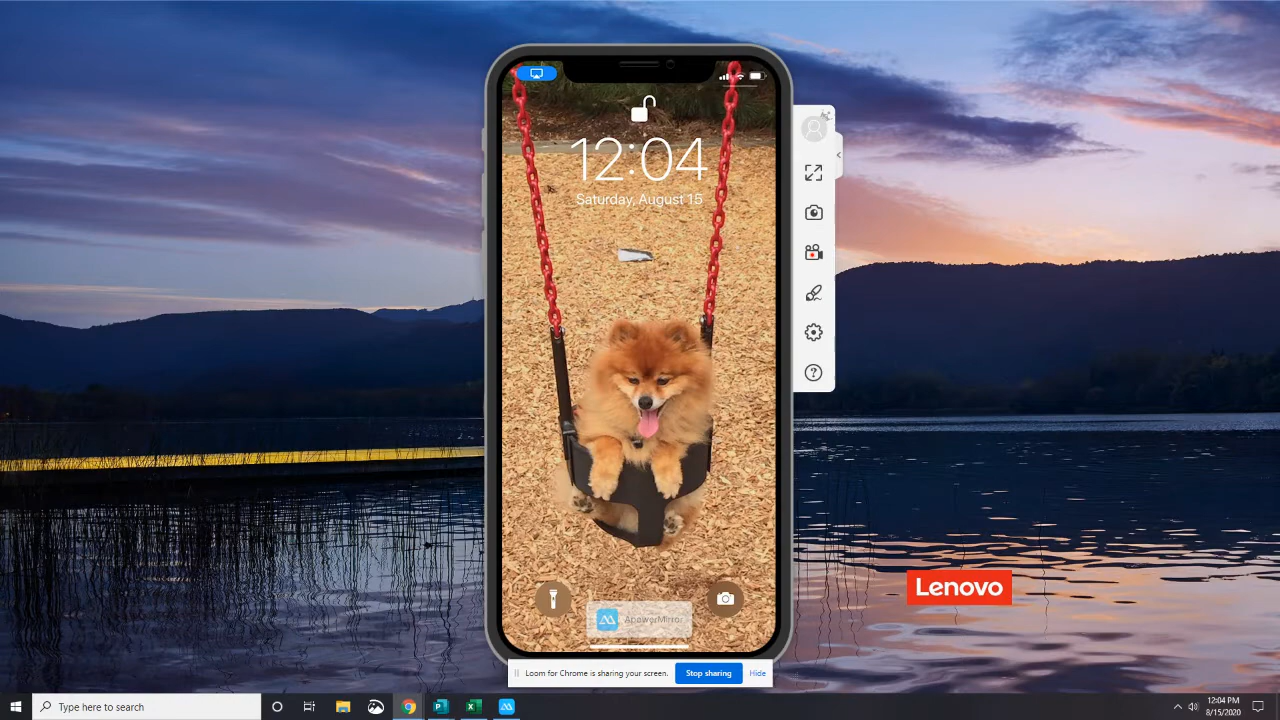 12:04
Saturday, August 15
Lenovo
ApowerMirror
Loom for Chrome is sharing your screen.
Stop sharing
Hide
Type here to search
12:04 PM
8/15/2020